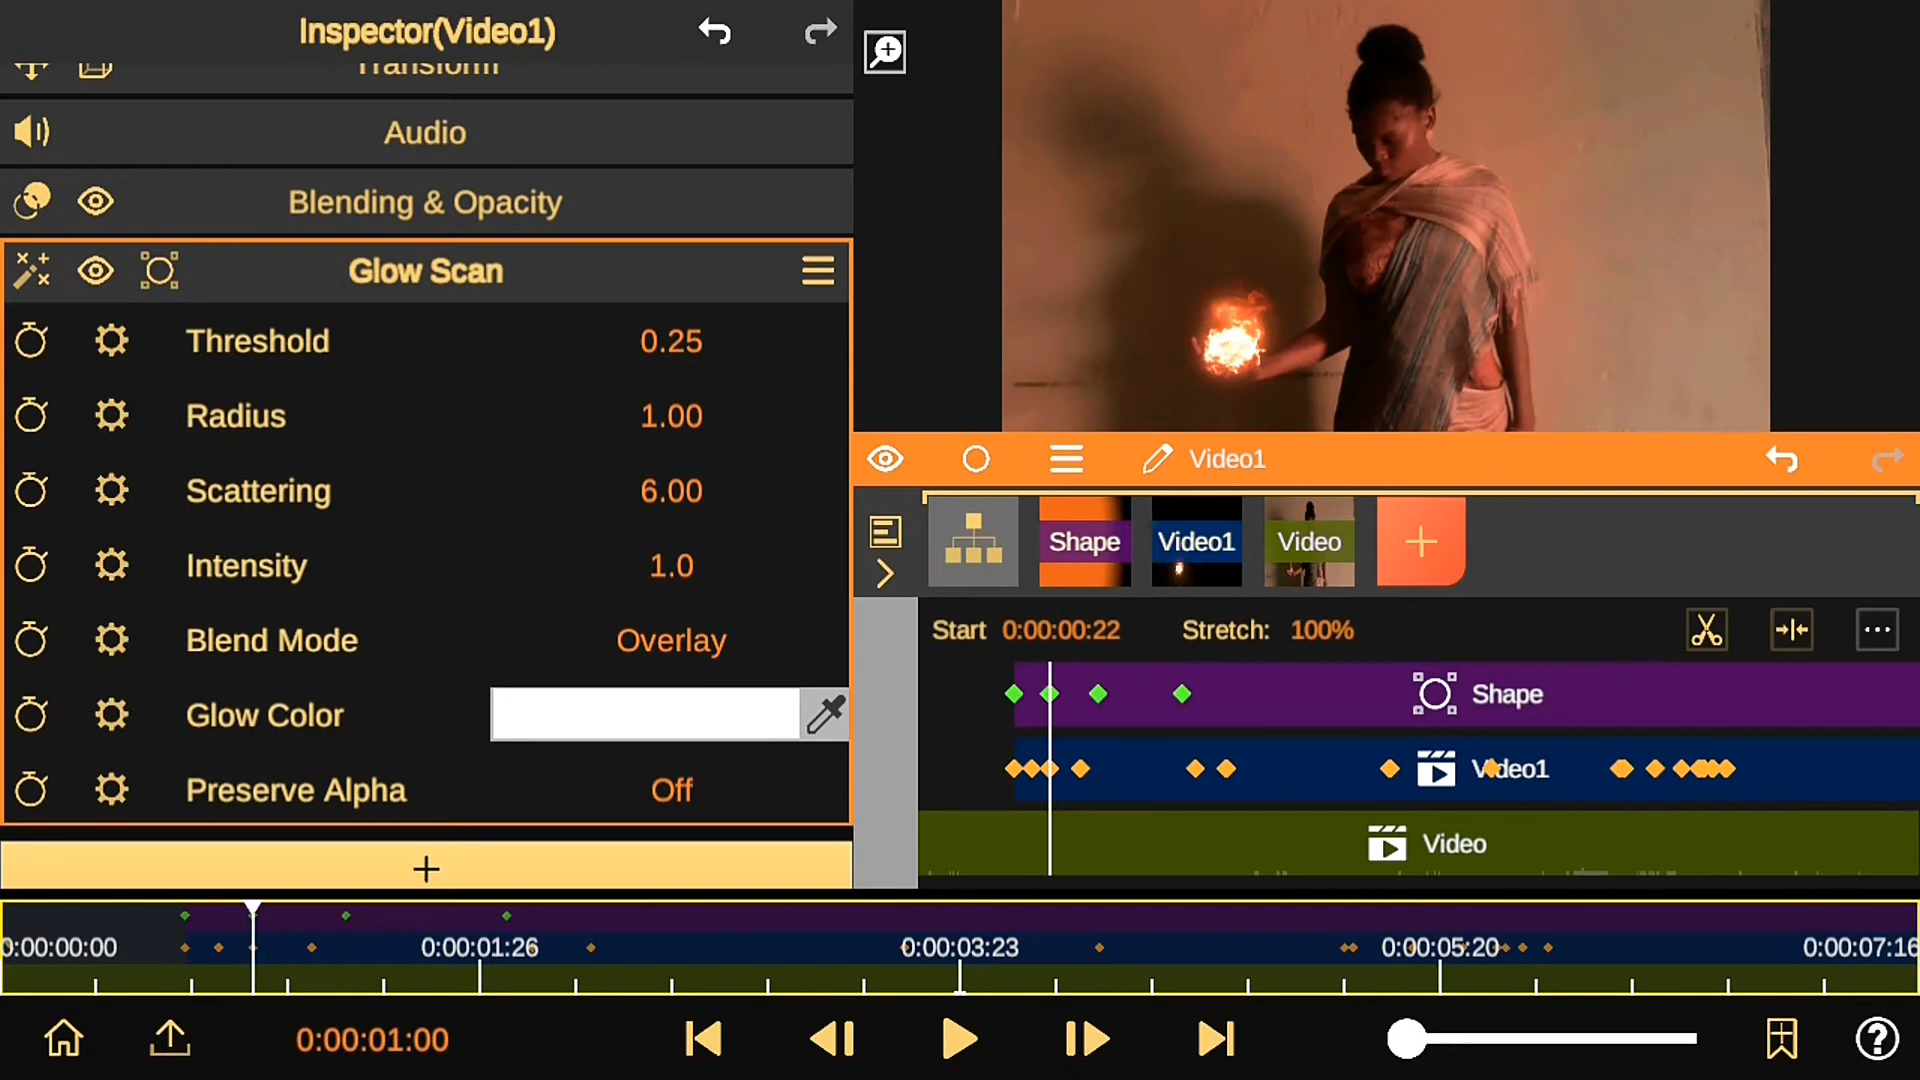 Inspector(Video1)
Transform
Audio
Blending & Opacity
Glow Scan
Threshold 0.25
Radius 1.00
Scattering 6.00
Intensity 1.0
Blend Mode Overlay
Glow Color
Preserve Alpha Off
+
Video1
Shape Video1 Video +
Start 0:00:00:22 Stretch: 100%
Shape
Video1
Video
0:00:00:00 0:00:01:26 0:00:03:23 0:00:05:20 0:00:07:16
0:00:01:00